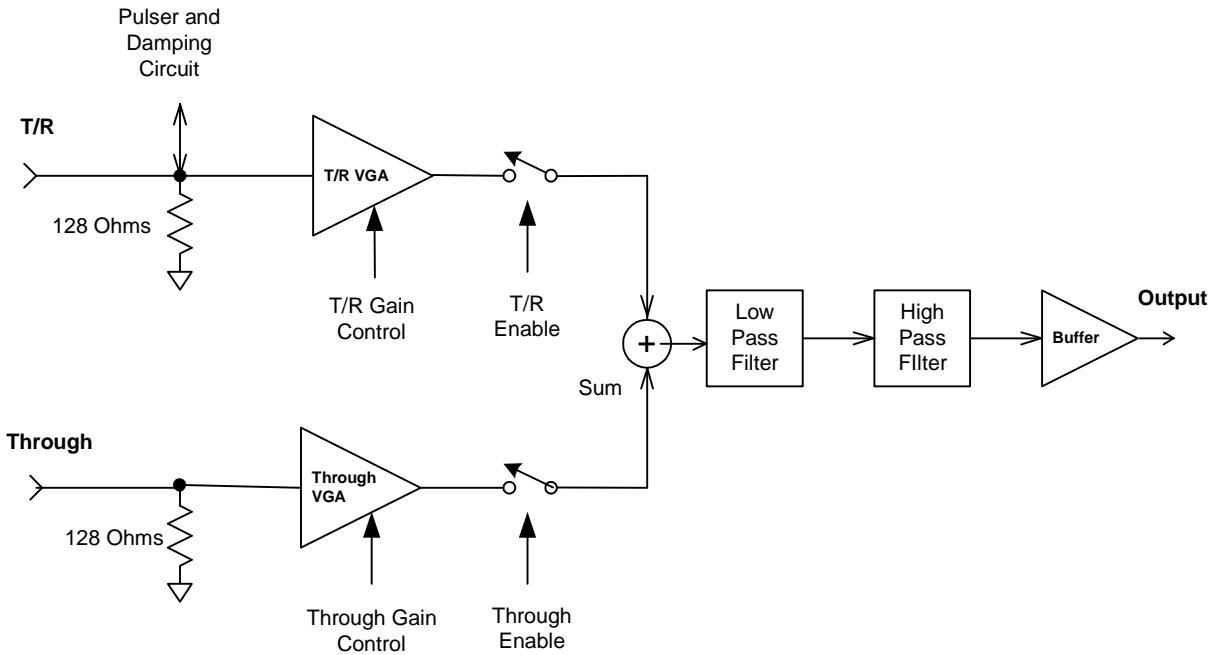 Pulser and
Damping
Circuit
T/R
128 Ohms
T/R VGA
T/R Gain
Control
T/R
Enable
+
Sum
Low
Pass
Filter
High
Pass
FIlter
Buffer
Output
Through
128 Ohms
Through
VGA
Through Gain
Control
Through
Enable